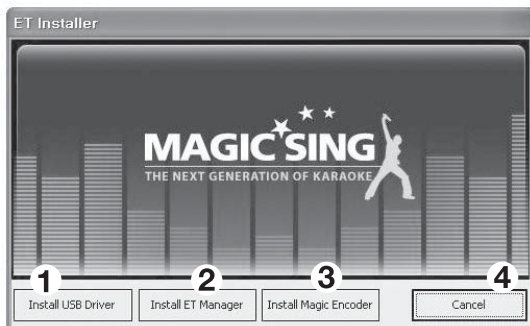 ET Installer
MAGIC SING
THE NEXT GENERATION OF KARAOKE
1 2 3 4
Install USB Driver Install ET Manager Install Magic Encoder Cancel